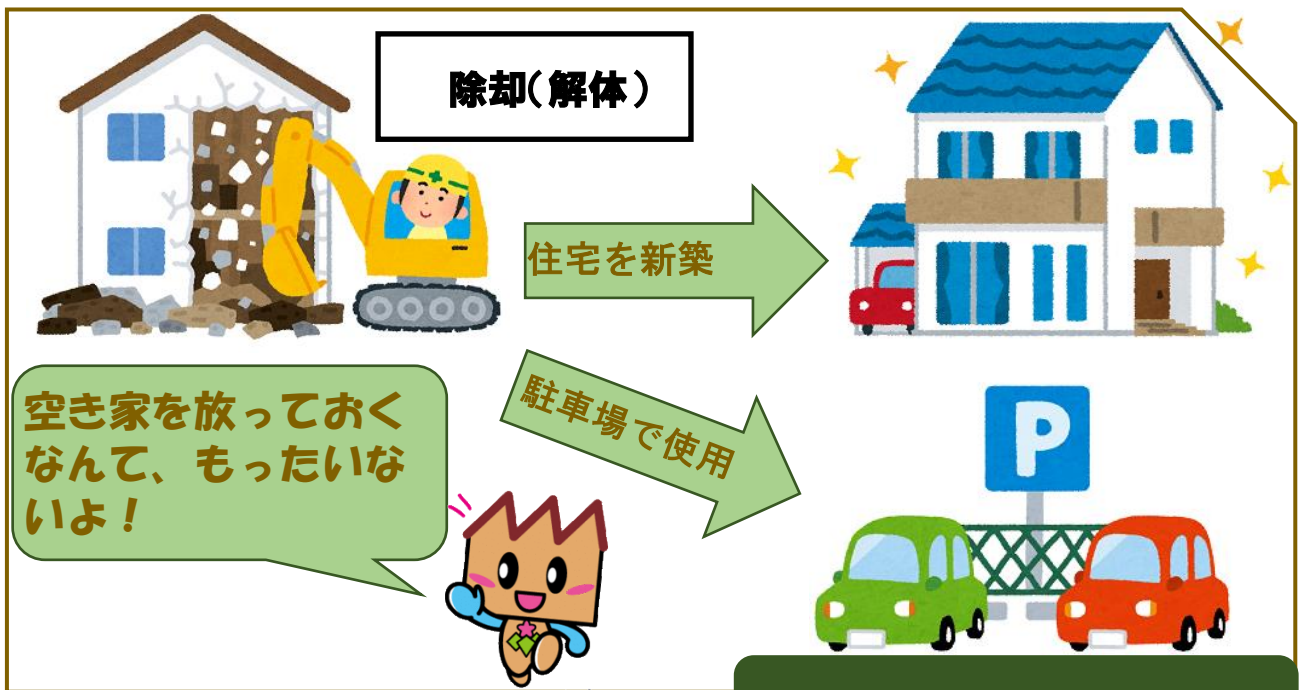 除却(解体)
住宅を新築
駐車場で使用
空き家を放っておく
なんて、もったいな
いよ!
P